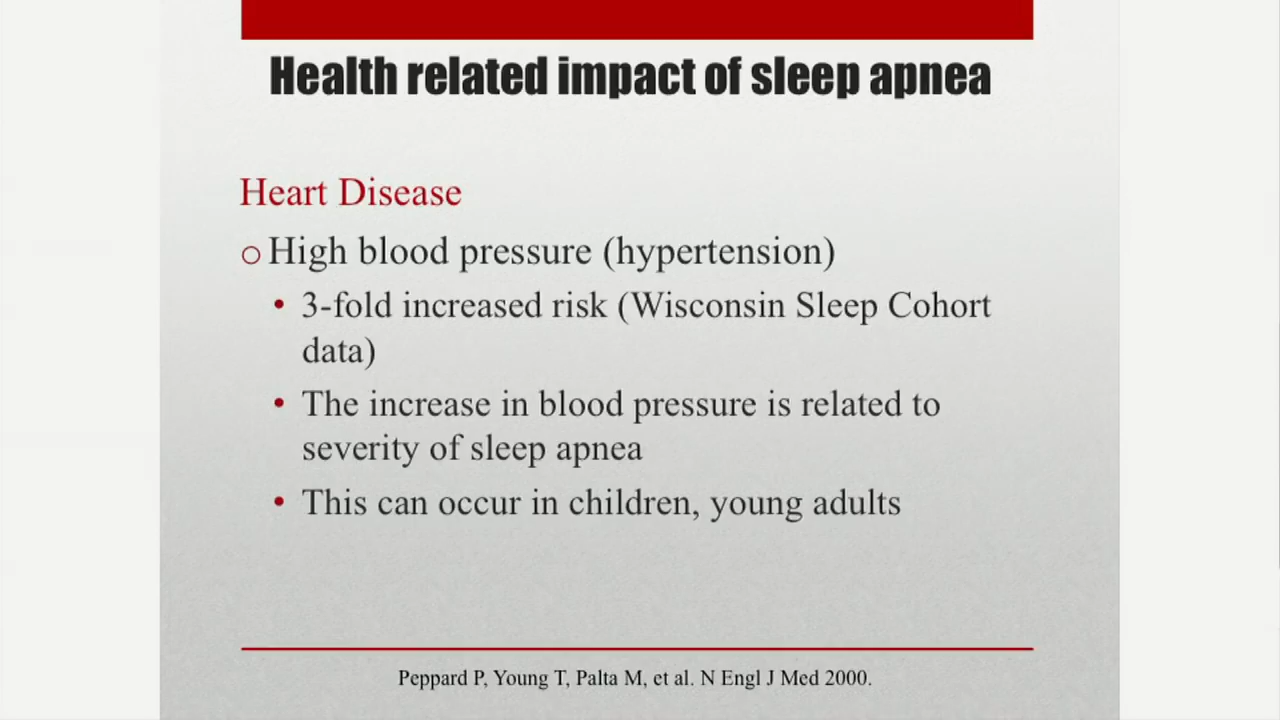 Health related impact of sleep apnea
Heart Disease
o High blood pressure (hypertension)
• 3-fold increased risk (Wisconsin Sleep Cohort
data)
• The increase in blood pressure is related to
severity of sleep apnea
• This can occur in children, young adults
Peppard P, Young T, Palta M, et al. N Engl J Med 2000.